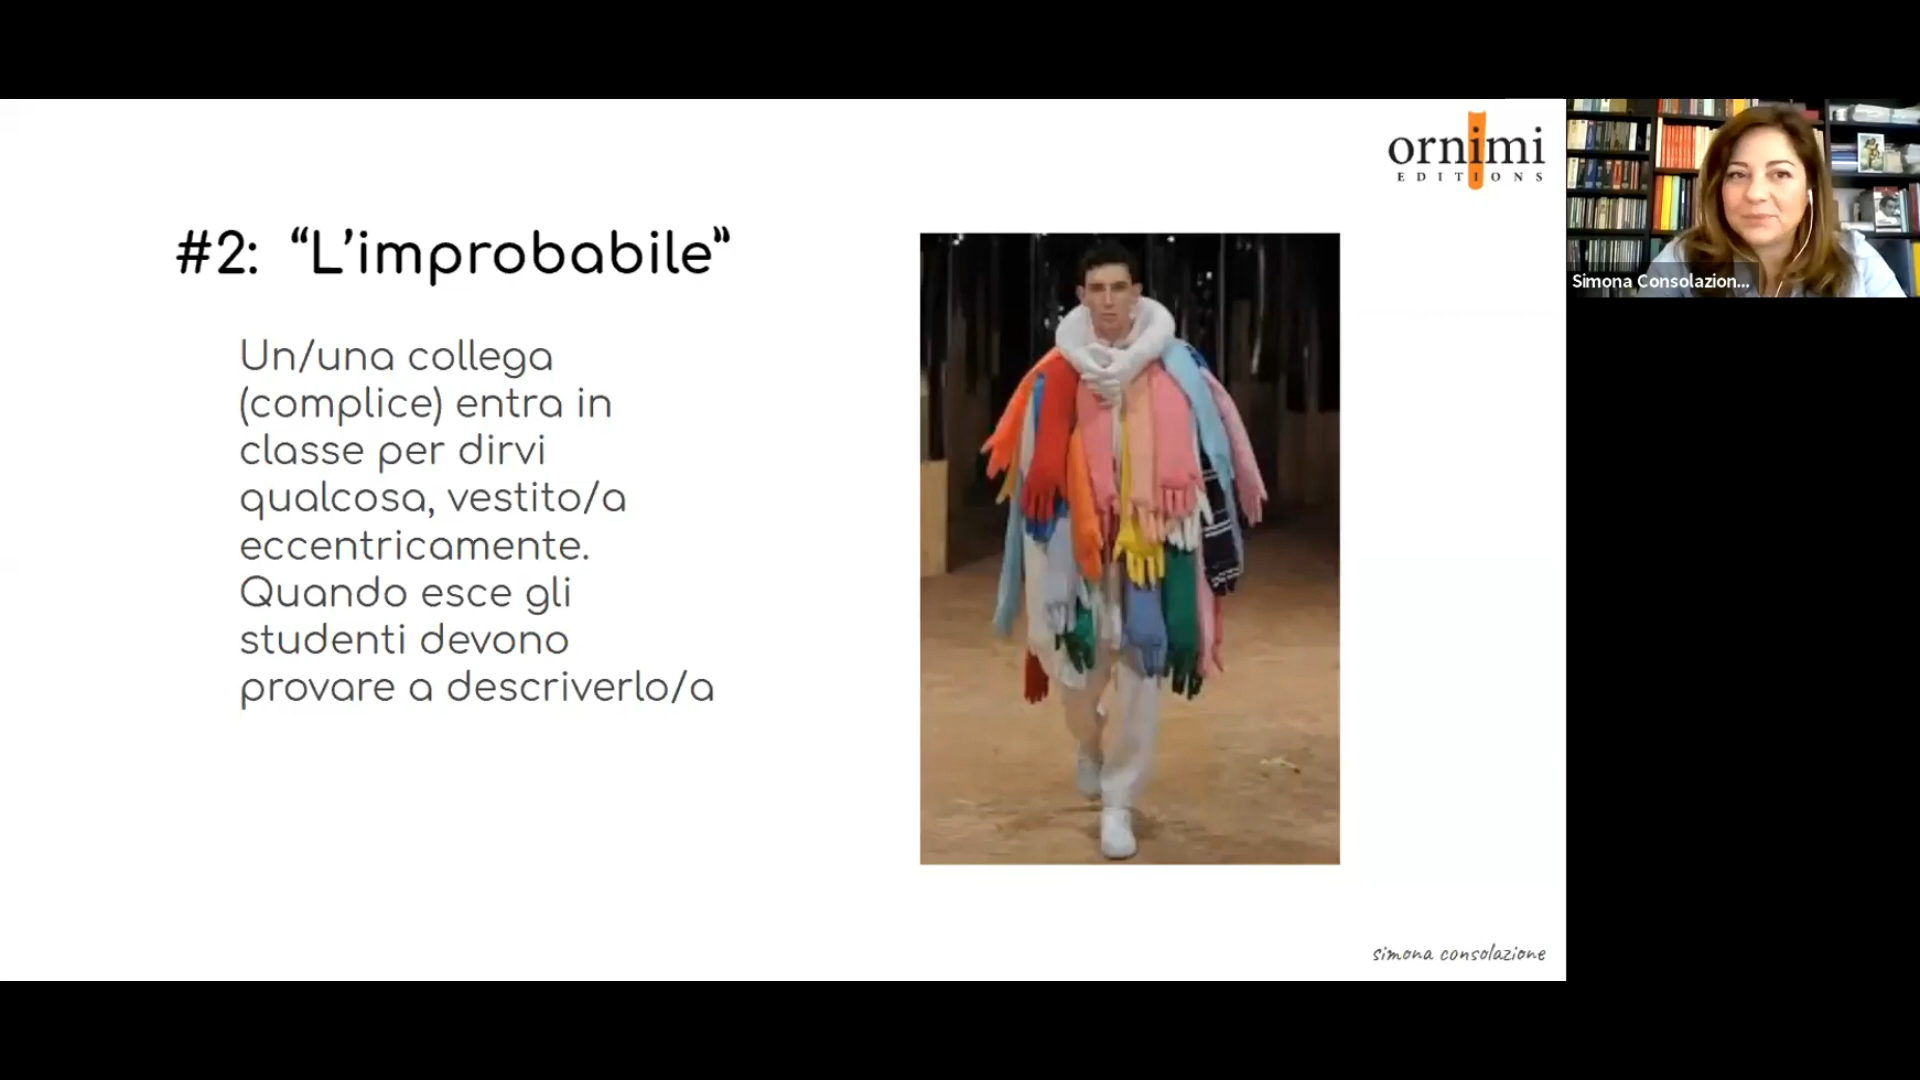 ornimi
EDITIONS
#2: “L’improbabile”
Un/una collega
(complice) entra in
classe per dirvi
qualcosa, vestito/a
eccentricamente.
Quando esce gli
studenti devono
provare a descriverlo/a
simona consolazione
Simona Consolazion...